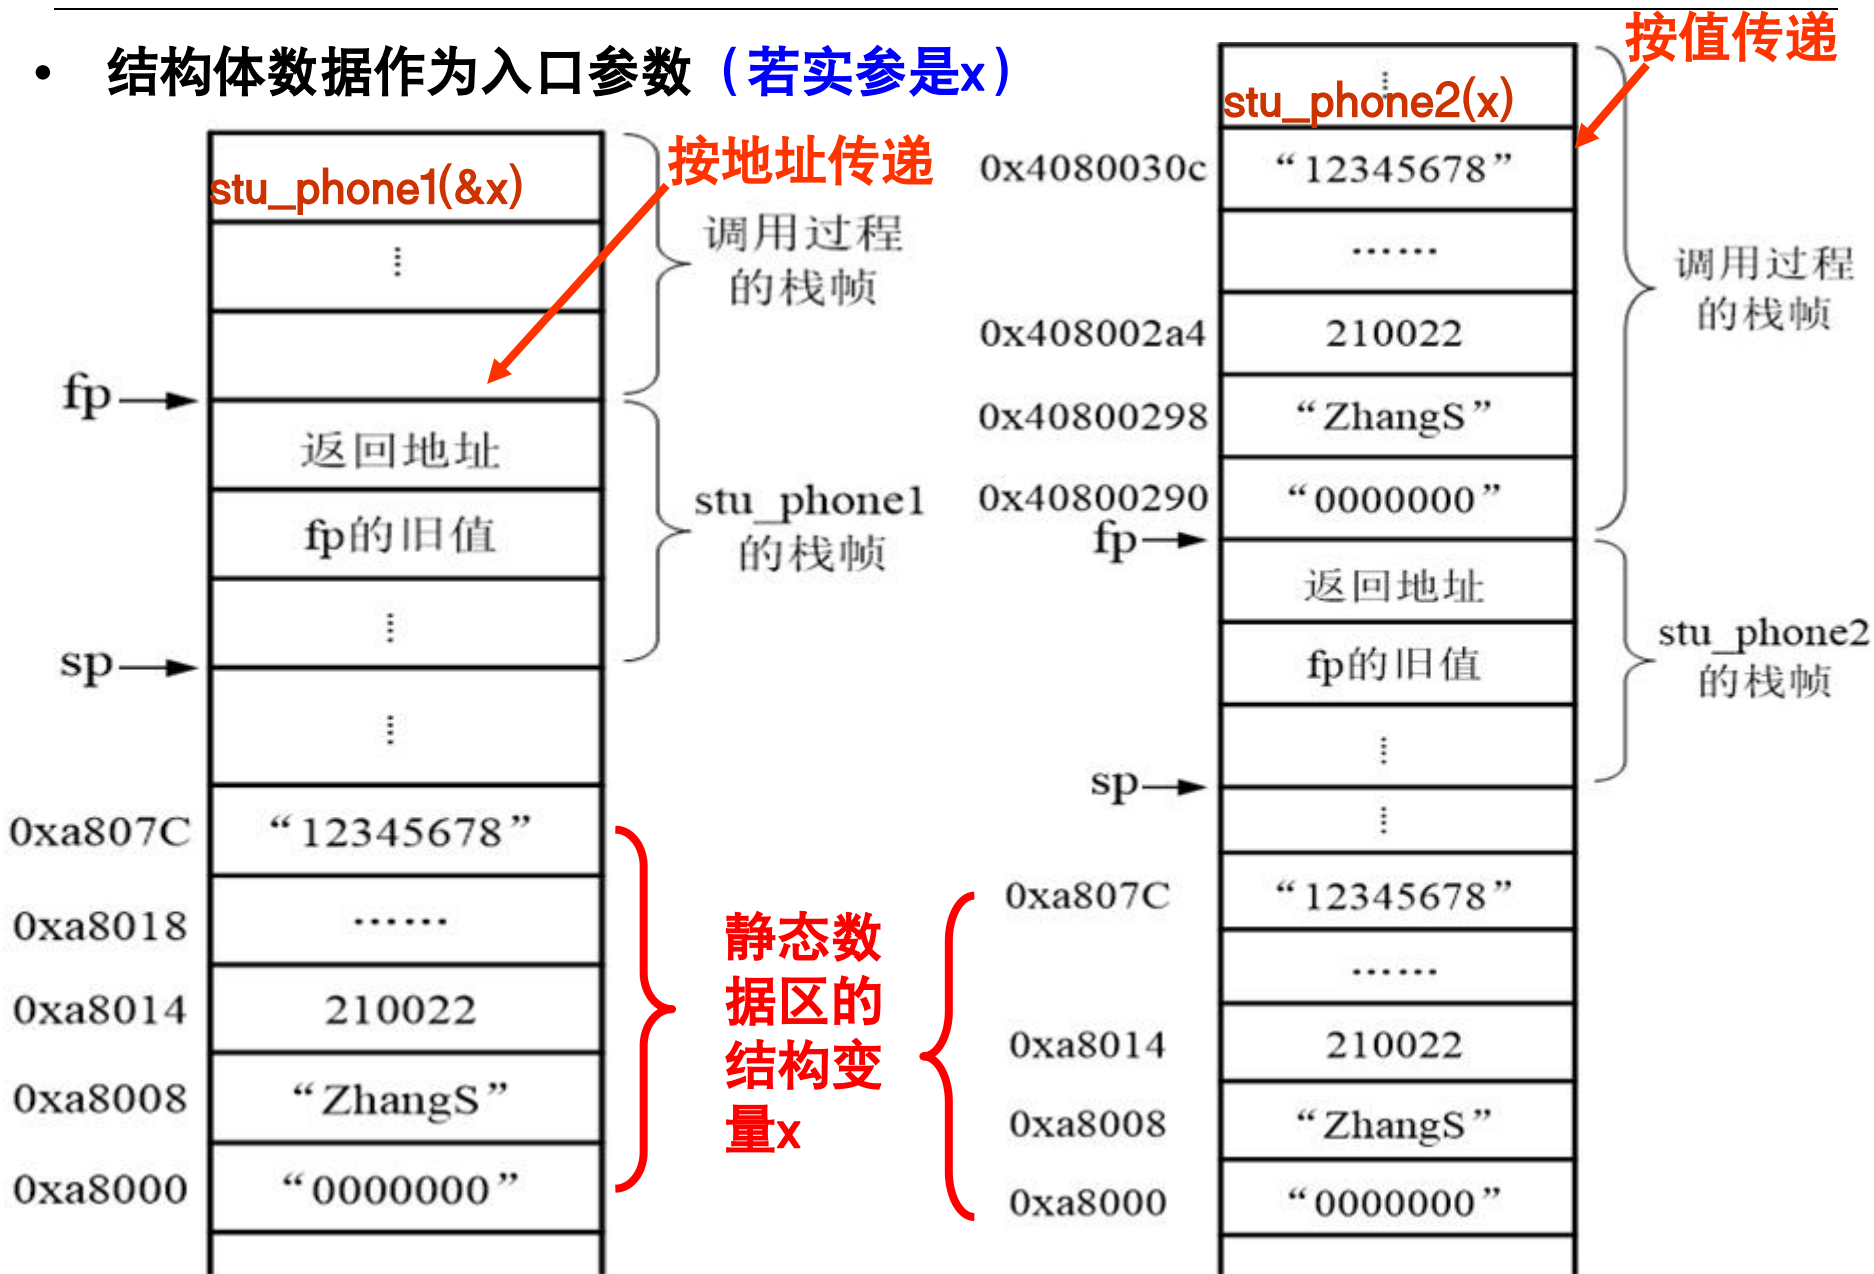 • 结构体数据作为入口参数（若实参是x）
stu_phone1(&x)
⋮
按地址传递
调用过程
的栈帧
fp
返回地址
fp的旧值
⋮
stu_phone1
的栈帧
sp
⋮
0xa807C
“12345678”
0xa8018
……
0xa8014
210022
0xa8008
“ZhangS”
0xa8000
“0000000”
静态数
据区的
结构变
量x
按值传递
⋮
stu_phone2(x)
0x4080030c
“12345678”
……
0x408002a4
210022
0x40800298
“ZhangS”
0x40800290
“0000000”
调用过程
的栈帧
fp
返回地址
fp的旧值
⋮
stu_phone2
的栈帧
sp
⋮
0xa807C
“12345678”
……
0xa8014
210022
0xa8008
“ZhangS”
0xa8000
“0000000”